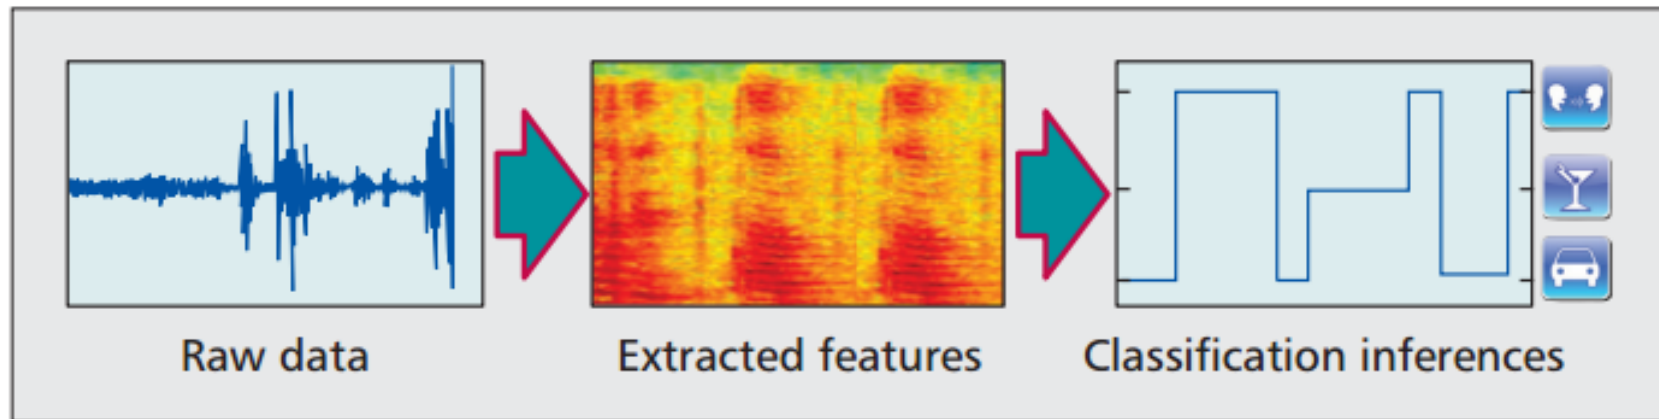 Raw data
Extracted features
Classification inferences